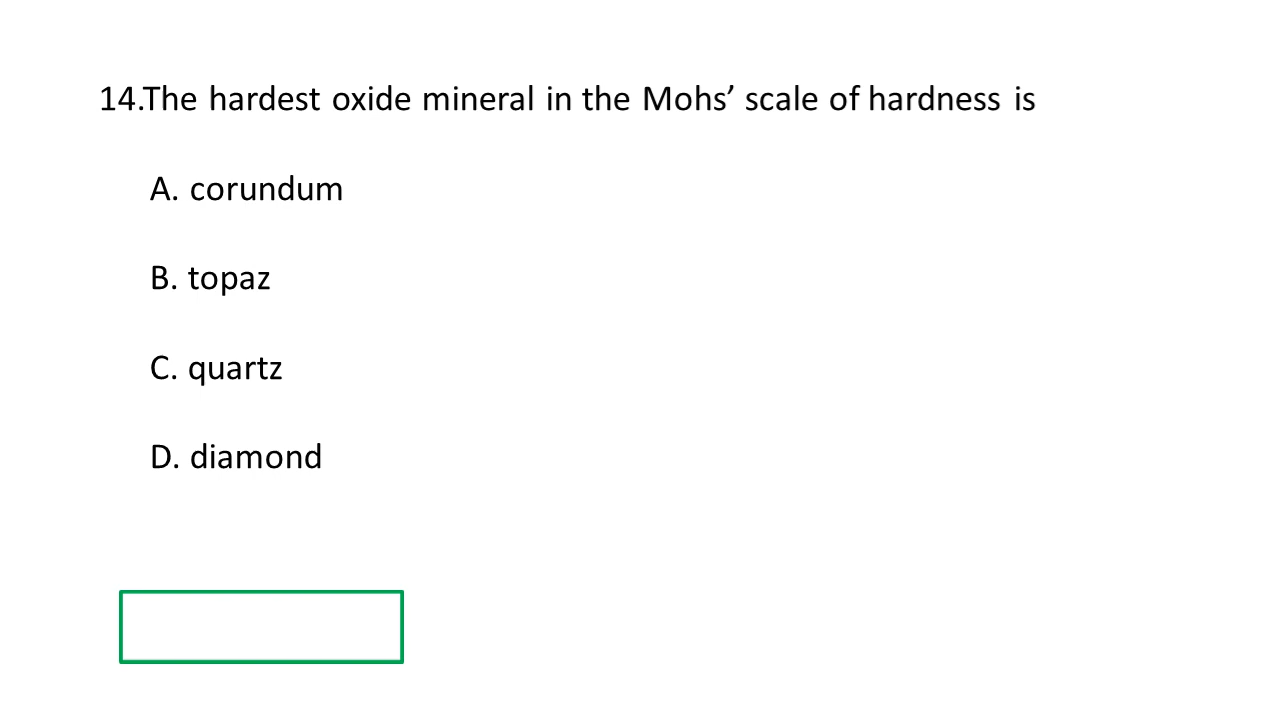 14.The hardest oxide mineral in the Mohs’ scale of hardness is
A. corundum
B. topaz
C. quartz
D. diamond